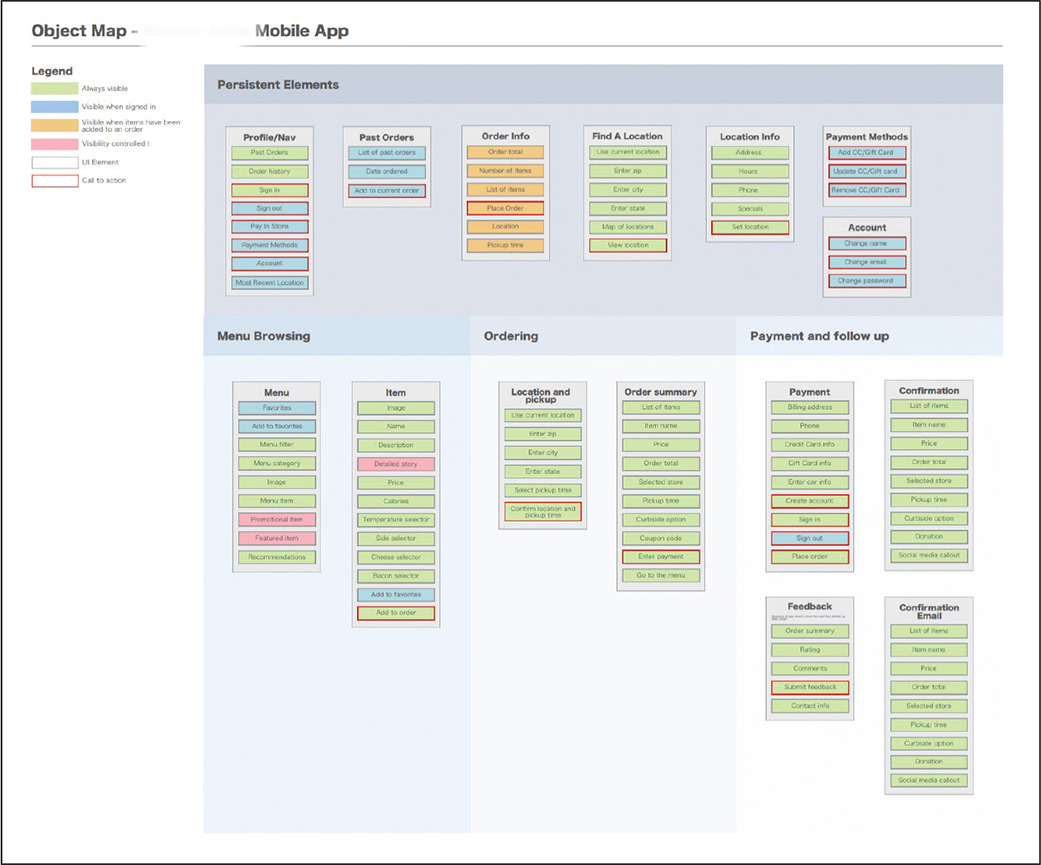 Object Map -
Mobile App
Legend
Always visible
Visible when signed in
Visible when items have been
added to an order
Visibility controlled
UI Element
Call to action
Persistent Elements
Profile/Nav
Past Orders
Order history
Sign in
Sign out
Pay In Store
Payment Methods
Account
Most Recent Location
Past Orders
List of past orders
Date ordered
Add to current order
Order Info
Order total
Number of items
List of items
Place Order
Location
Pickup time
Find A Location
Use current location
Enter zip
Enter city
Enter state
Map of locations
View location
Location Info
Address
Hours
Phone
Specials
Set location
Payment Methods
Add CC/Gift Card
Update CC/Gift card
Remove CC/Gift Card
Account
Change name
Change email
Change password
Menu Browsing
Menu
Favorites
Add to favorites
Menu filter
Menu category
Image
Menu item
Promotional item
Featured item
Recommendations
Item
Image
Name
Description
Detailed story
Price
Calories
Temperature selector
Side selector
Cheese selector
Bacon selector
Add to favorites
Add to order
Ordering
Location and
pickup
Use current location
Enter zip
Enter city
Enter state
Select pickup time
Confirm location and
pickup time
Order summary
List of items
Item name
Price
Order total
Selected store
Pickup time
Curbside option
Coupon code
Enter payment
Go to the menu
Payment and follow up
Payment
Billing address
Phone
Credit Card info
Gift Card info
Enter car info
Create account
Sign in
Sign out
Place order
Confirmation
List of items
Item name
Price
Order total
Selected store
Pickup time
Curbside option
Donation
Social media callout
Feedback
Order summary
Rating
Comments
Submit feedback
Contact info
Confirmation
Email
List of items
Item name
Price
Order total
Selected store
Pickup time
Curbside option
Donation
Social media callout